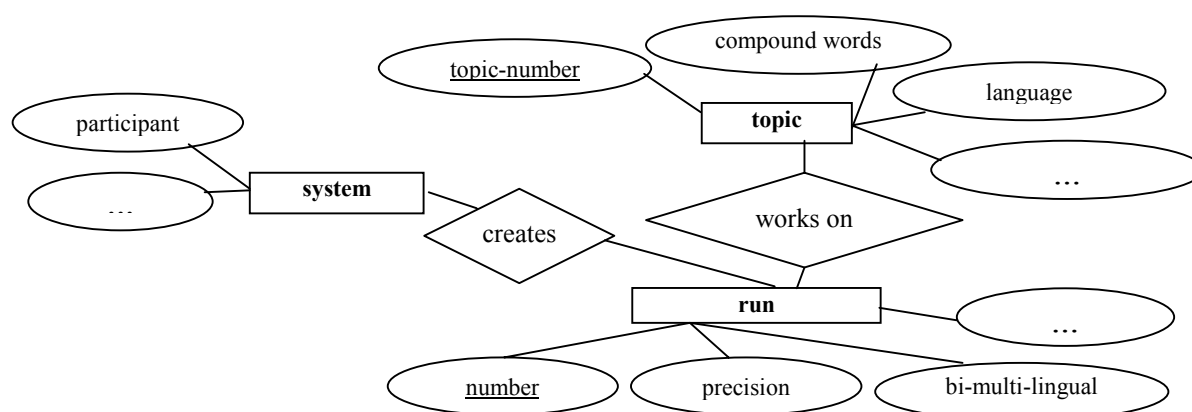 compound words
topic-number
language
participant
topic
...
system
...
works on
creates
run
...
number
precision
bi-multi-lingual